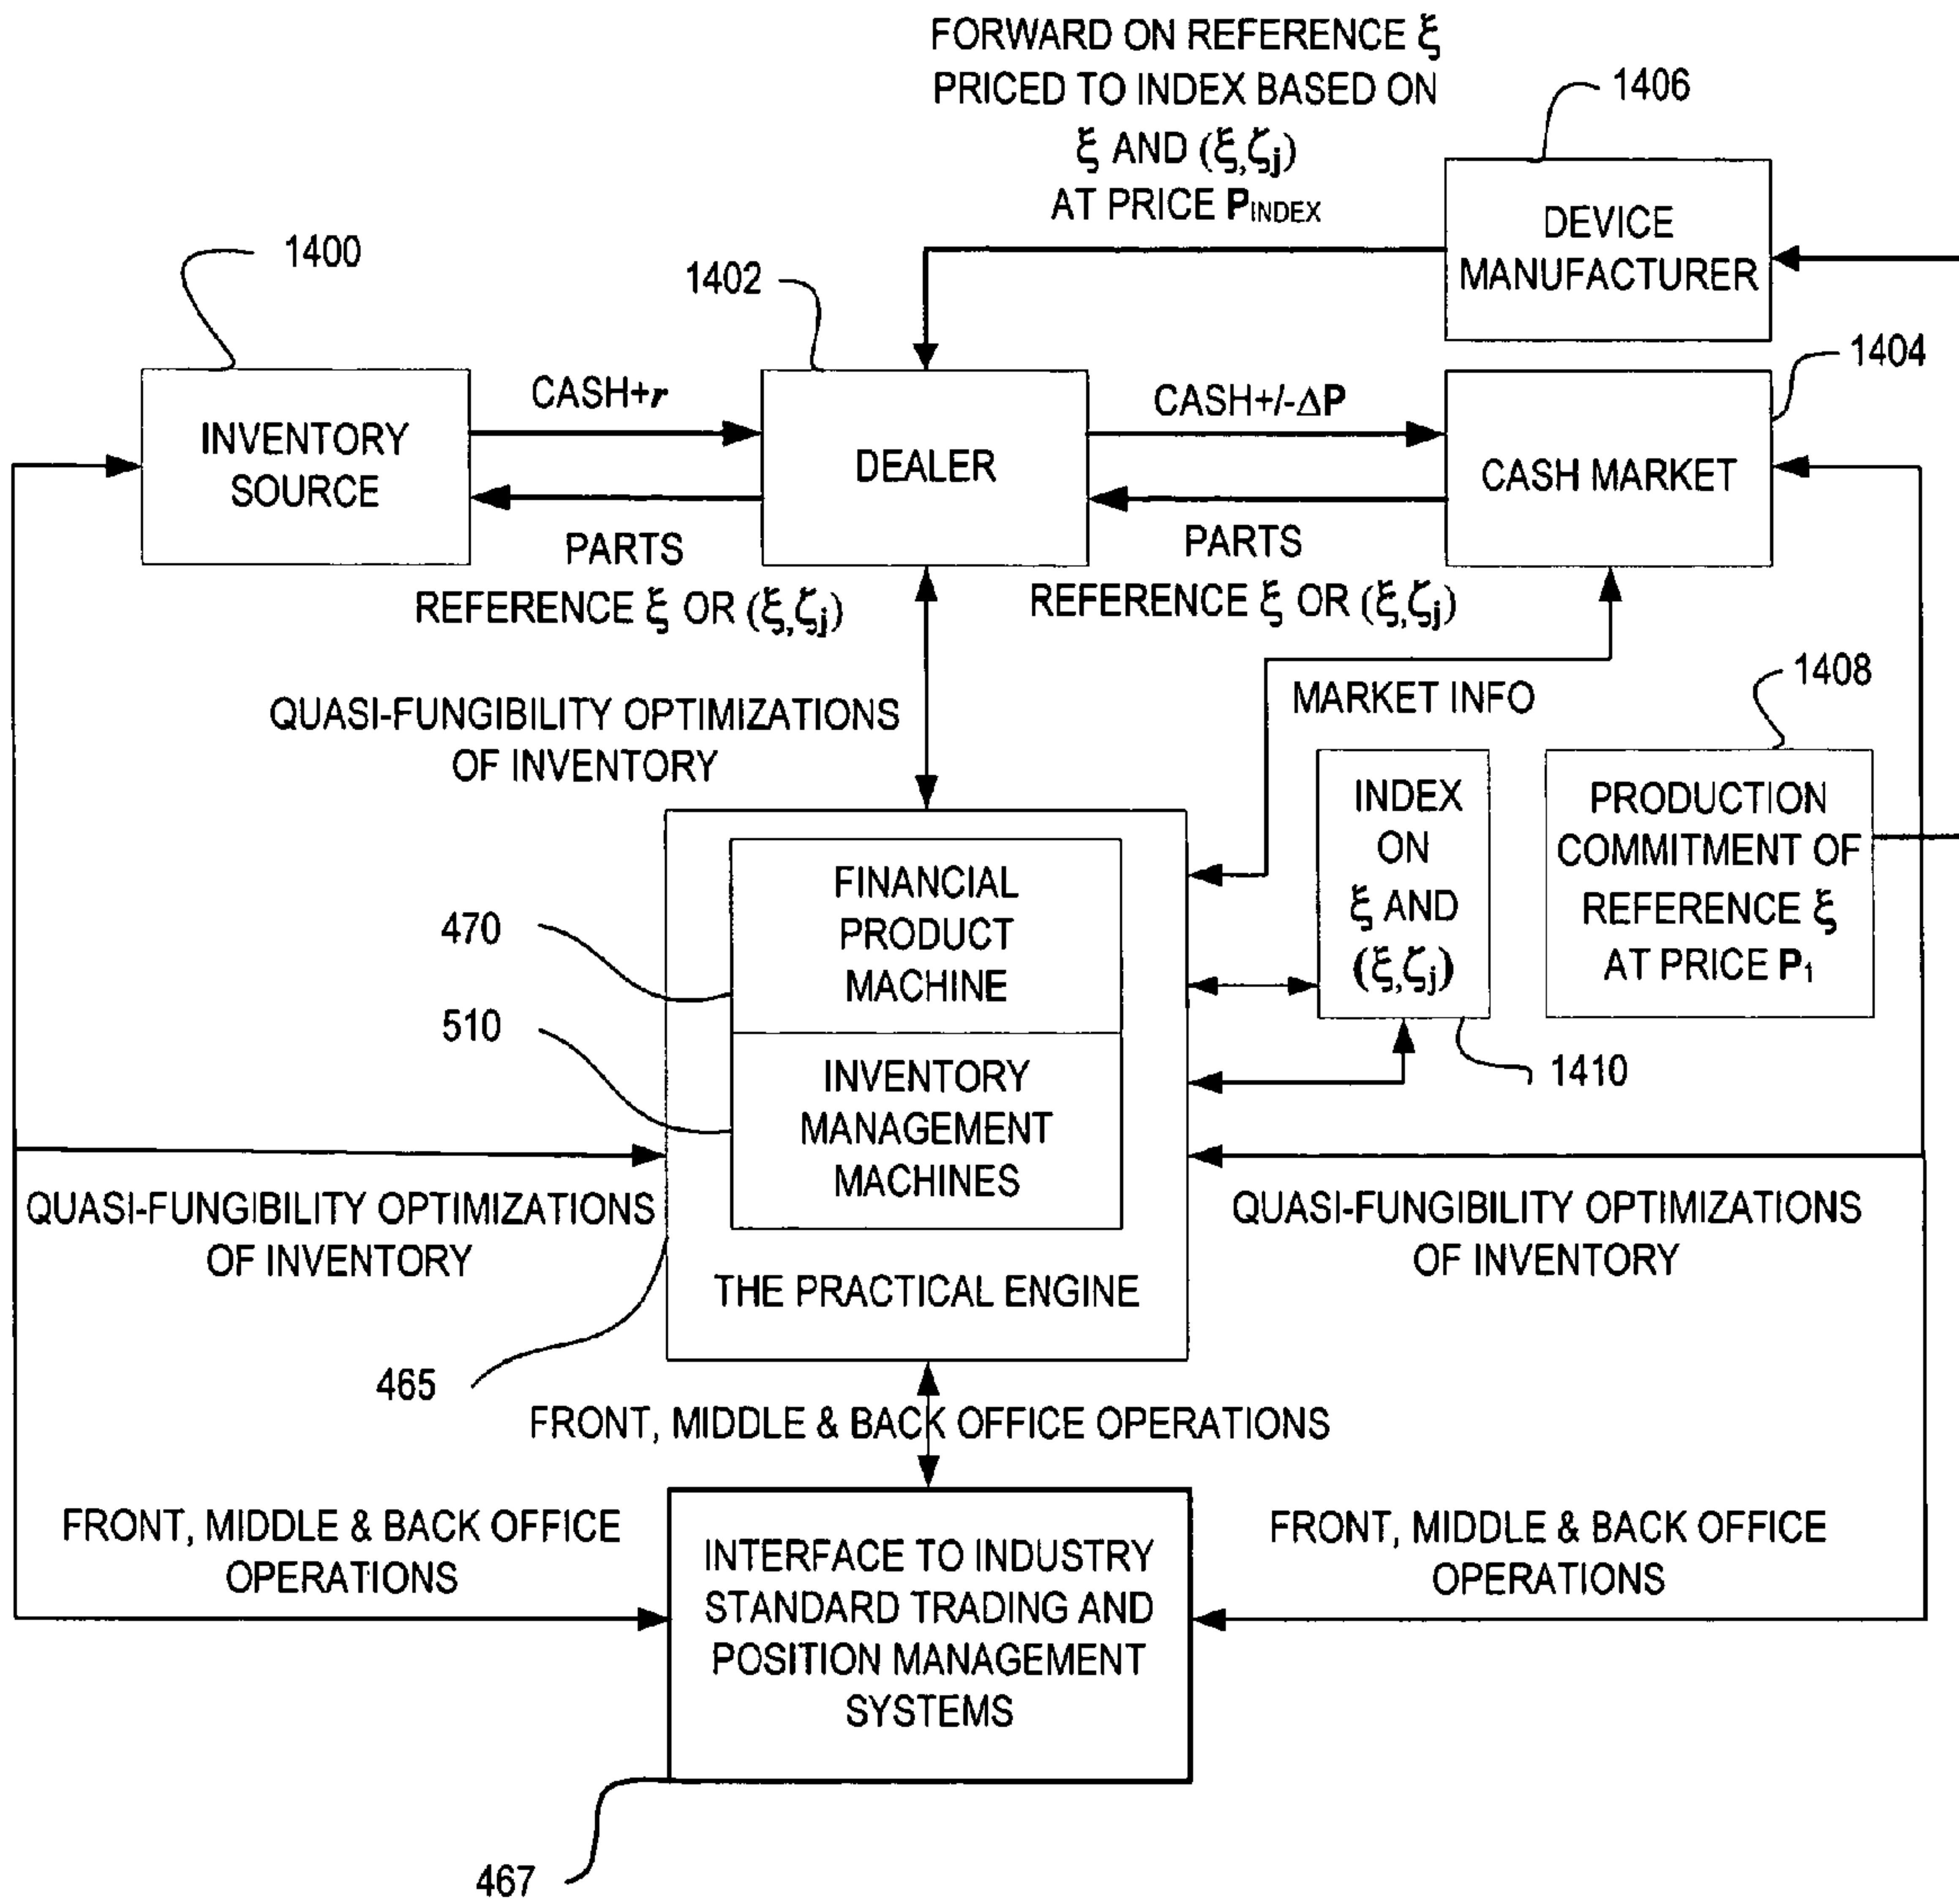 FORWARD ON REFERENCE ξ
PRICED TO INDEX BASED ON
ξ AND (ξ,ζj)
AT PRICE PINDEX
1406
DEVICE
MANUFACTURER
1400
1402
1404
INVENTORY
SOURCE
CASH+r
DEALER
CASH+/-ΔP
CASH MARKET
PARTS
REFERENCE ξ OR (ξ,ζj)
PARTS
REFERENCE ξ OR (ξ,ζj)
QUASI-FUNGIBILITY OPTIMIZATIONS
OF INVENTORY
MARKET INFO
1408
INDEX
ON
ξ AND
(ξ,ζj)
PRODUCTION
COMMITMENT OF
REFERENCE ξ
AT PRICE P1
1410
470
FINANCIAL
PRODUCT
MACHINE
510
INVENTORY
MANAGEMENT
MACHINES
THE PRACTICAL ENGINE
465
QUASI-FUNGIBILITY OPTIMIZATIONS
OF INVENTORY
QUASI-FUNGIBILITY OPTIMIZATIONS
OF INVENTORY
FRONT, MIDDLE & BACK OFFICE OPERATIONS
FRONT, MIDDLE & BACK OFFICE
OPERATIONS
INTERFACE TO INDUSTRY
STANDARD TRADING AND
POSITION MANAGEMENT
SYSTEMS
FRONT, MIDDLE & BACK OFFICE
OPERATIONS
467